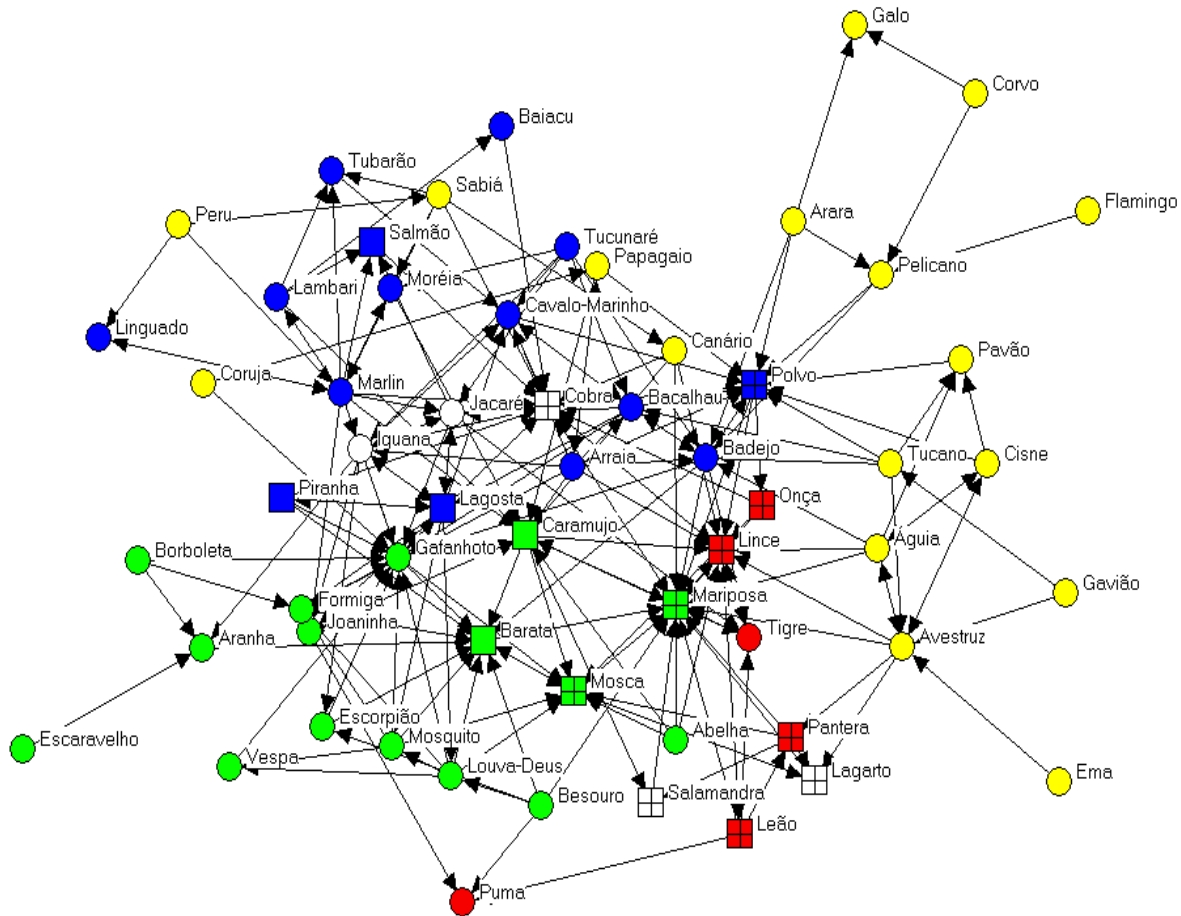 Galo
Corvo
Baiacu
Tubarão
Sabiá
Peru
Flamingo
Arara
Salmão
Tucunaré
Papagaio
Pelicano
Moréia
Lambari
Cavalo-Marinho
Linguado
Canário
Pavão
Coruja
Marlin
Polvo
Jacaré
Cobra
Bacalhau
Iquana
Arraia
Badejo
Tucano
Cisne
Piranha
Lagosta
Onça
Caramujo
Lince
Águia
Borboleta
Gafanhoto
Gavião
Formiga
Mariposa
Joaninha
Tigre
Aranha
Barata
Avestruz
Mosca
Escorpião
Abelha
Pantera
Escaravelho
Mosquito
Vespa
Louva-Deus
Lagarto
Ema
Besouro
Salamandra
Leão
Puma